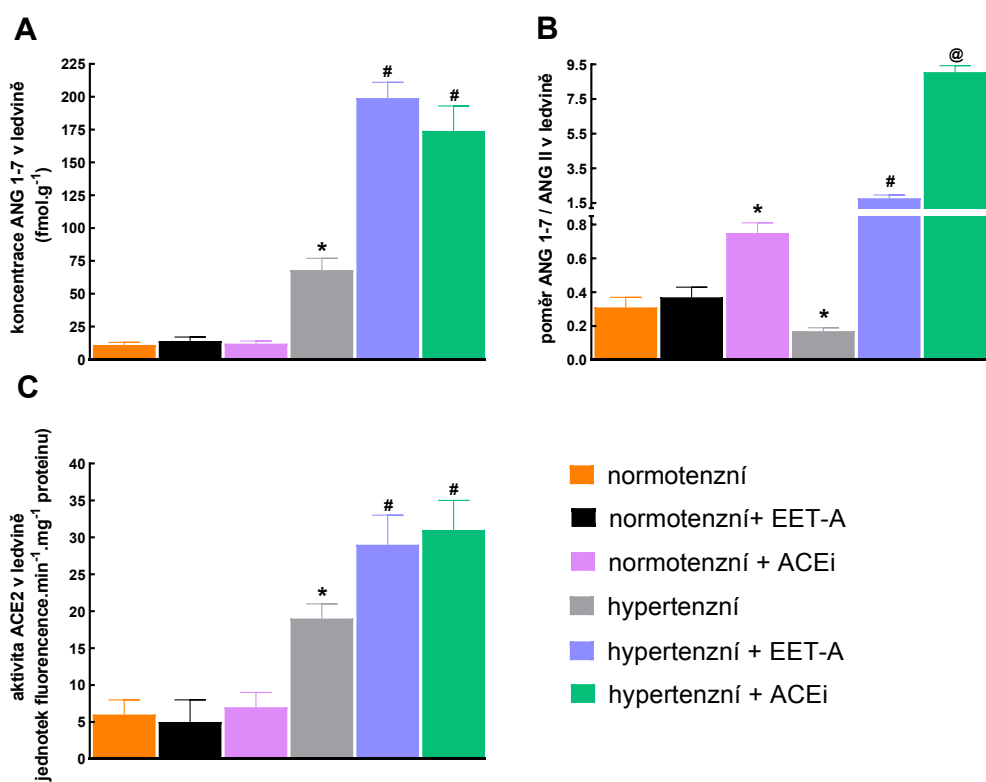 A
koncentrace ANG 1-7 v ledvině
(fmol.g⁻¹)
225
200
175
150
125
100
75
50
25
0
*
#
#
B
poměr ANG 1-7 / ANG II v ledvině
9.5
7.5
5.5
3.5
1.5
0.8
0.6
0.4
0.2
0.0
*
*
#
@
C
aktivita ACE2 v ledvině
jednotek fluorencence.min⁻¹.mg⁻¹ proteinu)
40
35
30
25
20
15
10
5
0
*
#
#
normotenzní
normotenzní+ EET-A
normotenzní + ACEi
hypertenzní
hypertenzní + EET-A
hypertenzní + ACEi